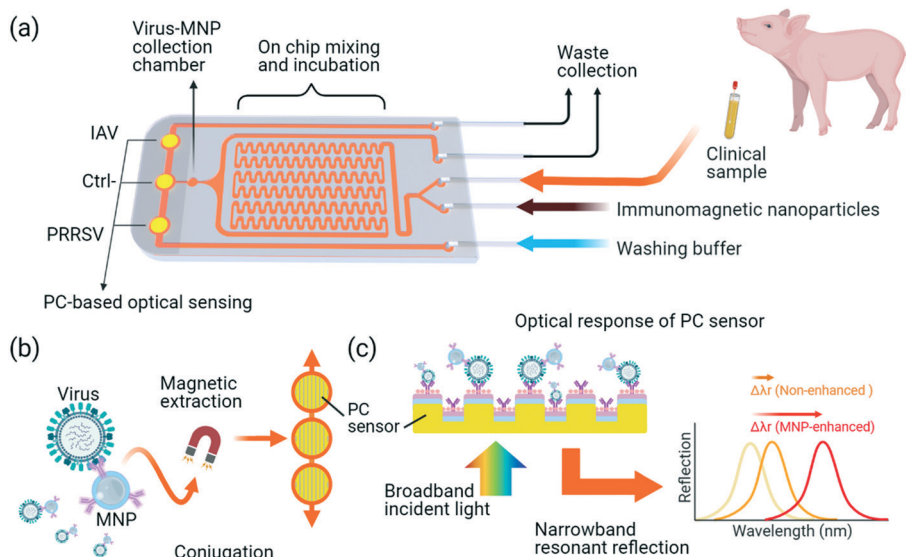 (a)
Virus-MNP
collection
chamber
On chip mixing
and incubation
Waste
collection
IAV
Ctrl-
PRRSV
Clinical
sample
Immunomagnetic nanoparticles
Washing buffer
PC-based optical sensing
(b)
Virus
Magnetic
extraction
PC
sensor
MNP
Conjugation
(c)
Optical response of PC sensor
Δλr (Non-enhanced )
Δλr (MNP-enhanced)
Broadband
incident light
Narrowband
resonant reflection
Reflection
Wavelength (nm)